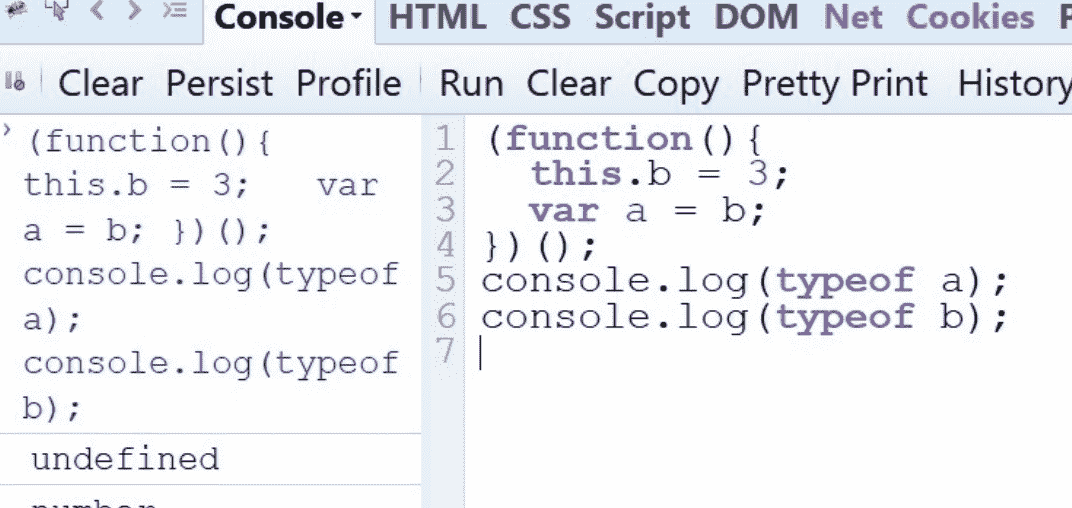 Console HTML CSS Script DOM Net Cookies
Clear Persist Profile Run Clear Copy Pretty Print History
(function(){
this.b = 3;   var
a = b; })();
console.log(typeof
a);
console.log(typeof
b);
undefined
number
1 (function(){
2   this.b = 3;
3   var a = b;
4 })();
5 console.log(typeof a);
6 console.log(typeof b);
7